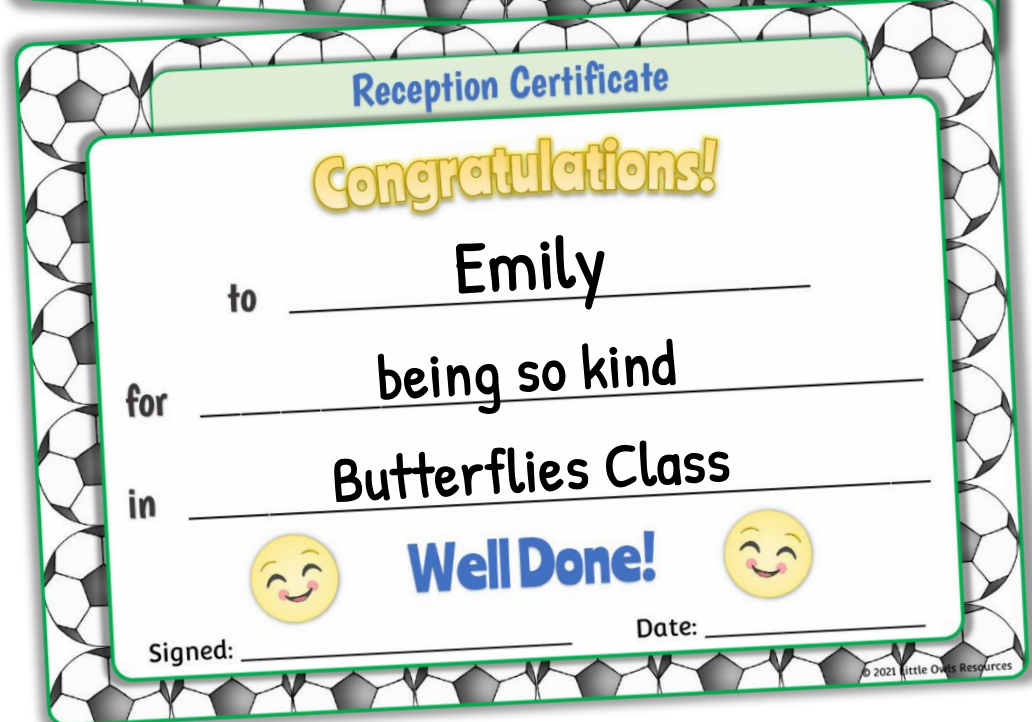 Reception Certificate
Congratulations!
to Emily
for being so kind
in Butterflies Class
Well Done!
Signed:
Date:
© 2021 Little Owls Resources